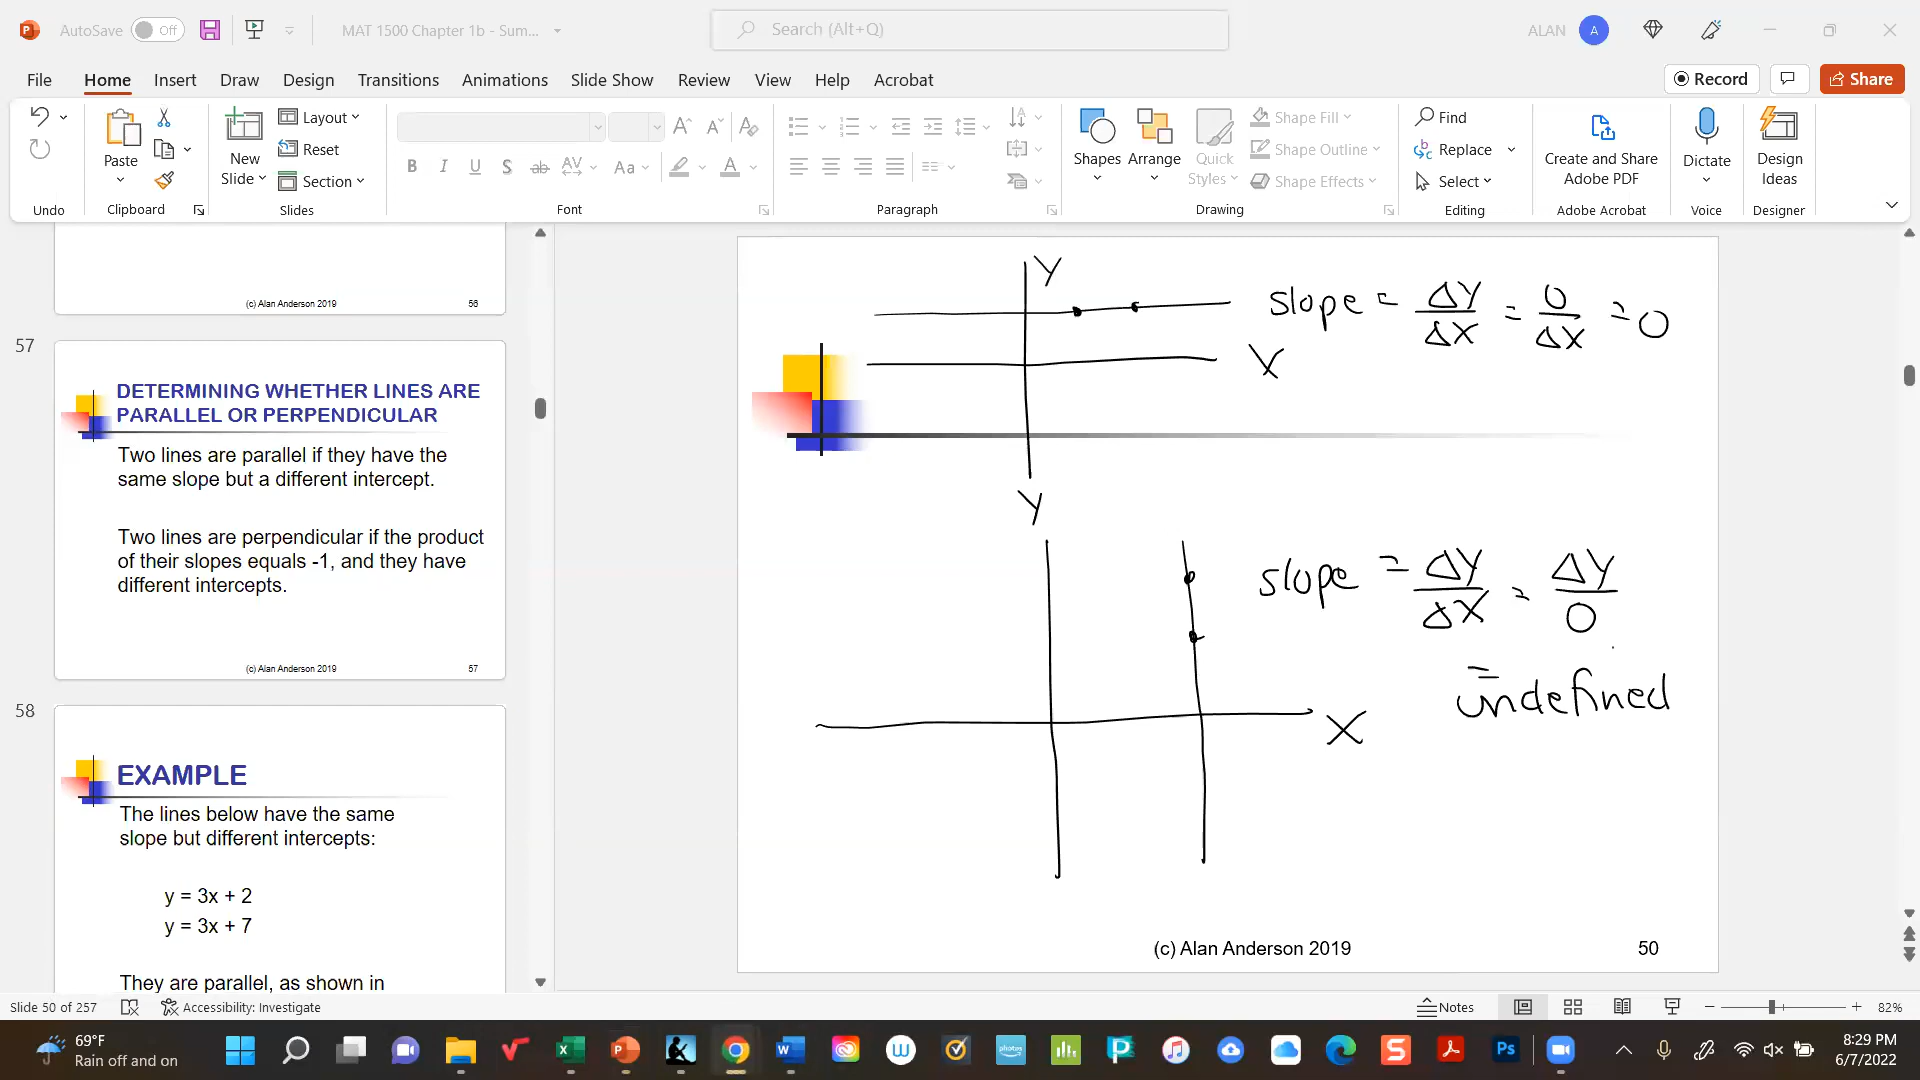 AutoSave Off MAT 1500 Chapter 1b - Sum... Search (Alt+Q) ALAN A
File Home Insert Draw Design Transitions Animations Slide Show Review View Help Acrobat Record Share
Undo
Paste
Clipboard
New Slide
Layout
Reset
Section
Slides
B I U S ab AV Aa A
Font
Paragraph
Shapes Arrange Quick Styles
Shape Fill
Shape Outline
Shape Effects
Drawing
Find
Replace
Select
Editing
Create and Share Adobe PDF
Adobe Acrobat
Dictate
Voice
Design Ideas
Designer
(c) Alan Anderson 2019 56
57
DETERMINING WHETHER LINES ARE
PARALLEL OR PERPENDICULAR
Two lines are parallel if they have the
same slope but a different intercept.
Two lines are perpendicular if the product
of their slopes equals -1, and they have
different intercepts.
(c) Alan Anderson 2019 57
58
EXAMPLE
The lines below have the same
slope but different intercepts:
y = 3x + 2
y = 3x + 7
They are parallel, as shown in
Y
slope = ΔY/ΔX = 0/ΔX = 0
X
Y
slope = ΔY/ΔX = ΔY/0
= undefined
X
(c) Alan Anderson 2019 50
Slide 50 of 257 Accessibility: Investigate Notes 82%
69°F
Rain off and on
8:29 PM
6/7/2022